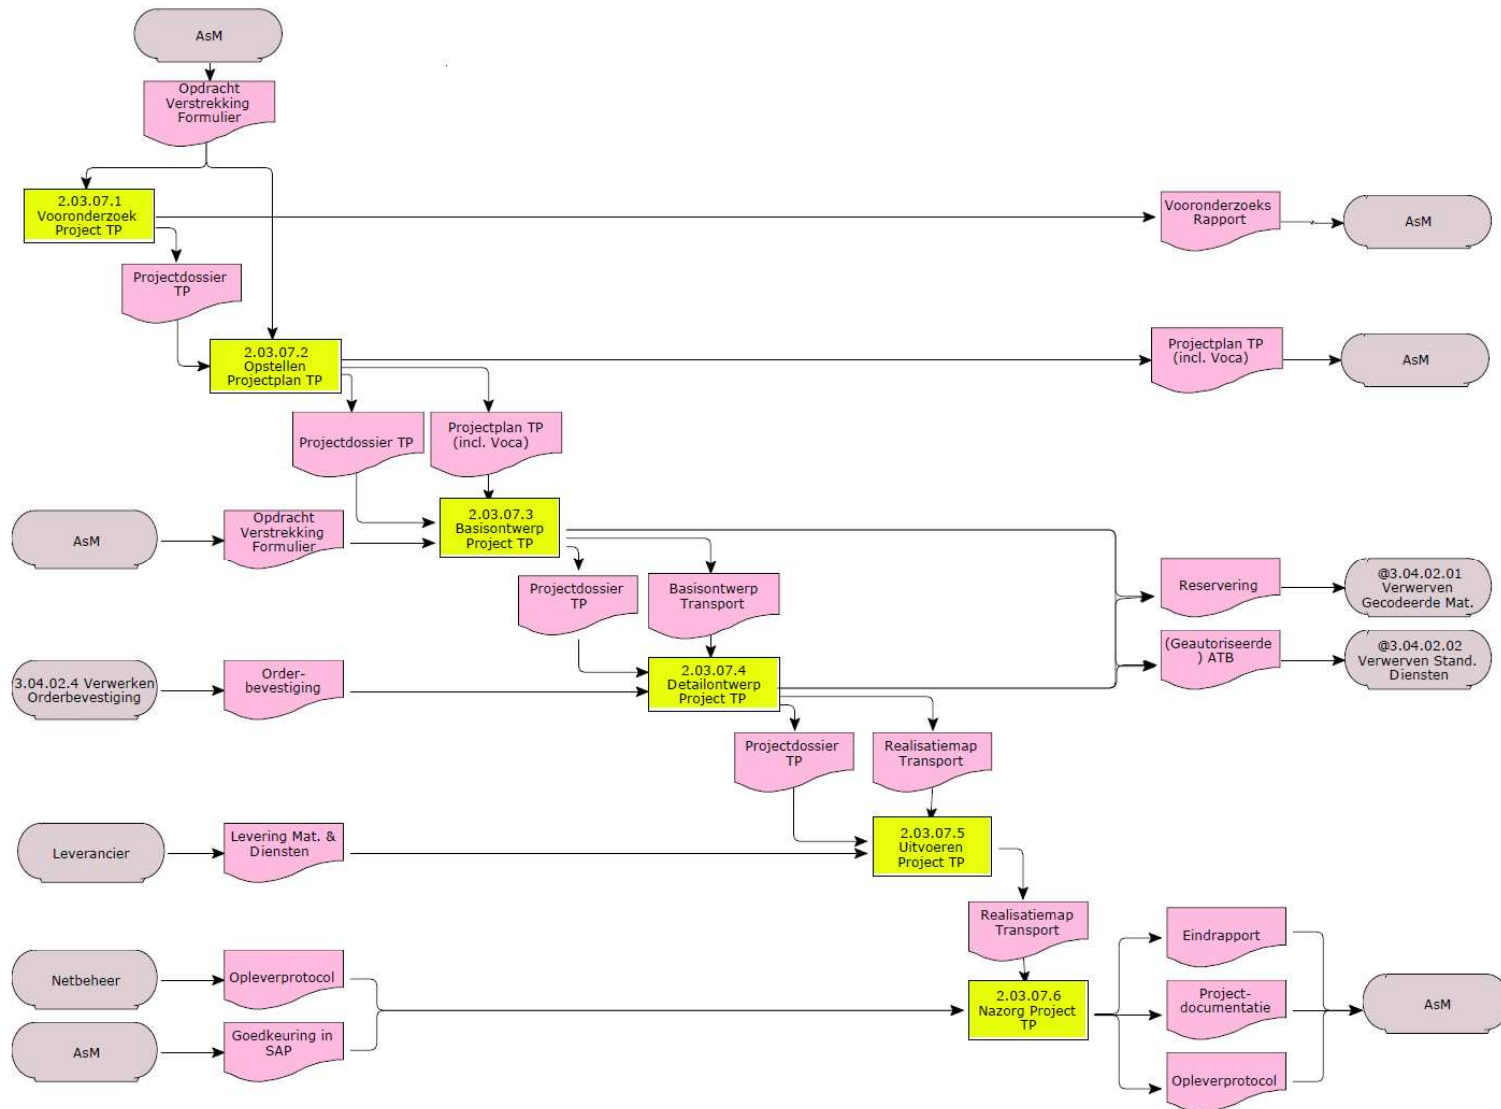 AsM
Opdracht
Verstrekking
Formulier
2.03.07.1
Vooronderzoek
Project TP
Vooronderzoeks
Rapport
AsM
Projectdossier
TP
2.03.07.2
Opstellen
Projectplan TP
Projectplan TP
(incl. Voca)
AsM
Projectdossier TP
Projectplan TP
(incl. Voca)
AsM
Opdracht
Verstrekking
Formulier
2.03.07.3
Basisontwerp
Project TP
Projectdossier
TP
Basisontwerp
Transport
Reservering
@3.04.02.01
Verwerven
Gecodeerde Mat.
3.04.02.4 Verwerken
Orderbevestiging
Order-
bevestiging
2.03.07.4
Detailontwerp
Project TP
(Geautoriseerde
) ATB
@3.04.02.02
Verwerven Stand.
Diensten
Projectdossier
TP
Realisatiemap
Transport
Leverancier
Levering Mat. &
Diensten
2.03.07.5
Uitvoeren
Project TP
Realisatiemap
Transport
Eindrapport
Netbeheer
Opleverprotocol
2.03.07.6
Nazorg Project
TP
Project-
documentatie
AsM
AsM
Goedkeuring in
SAP
Opleverprotocol